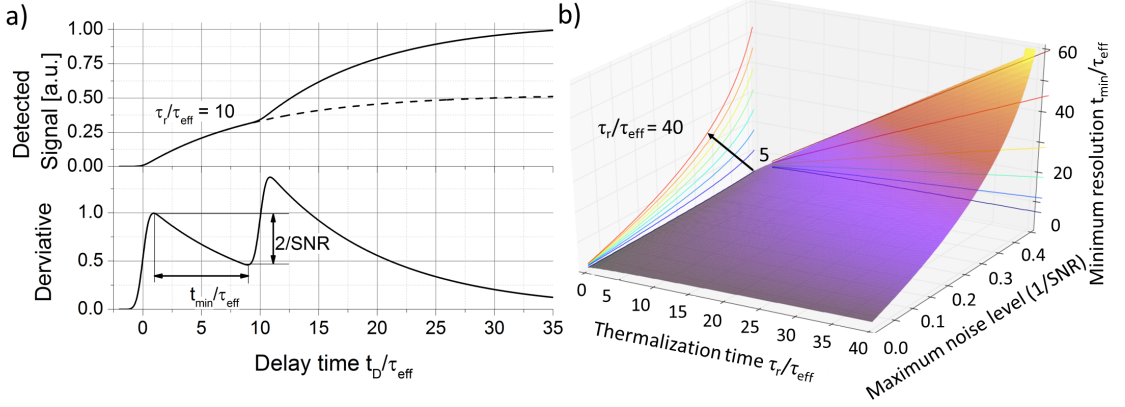 a)
Detected
Signal [a.u.]
1.00
0.75
0.50
0.25
0.00
τr/τeff = 10
Derviative
1.0
0.5
0.0
2/SNR
tmin/τeff
0 5 10 15 20 25 30 35
Delay time tD/τeff
b)
τr/τeff = 40
5
60
40
20
0
Minimum resolution tmin/τeff
0.4
0.3
0.2
0.1
0.0
Maximum noise level (1/SNR)
0 5 10 15 20 25 30 35 40
Thermalization time τr/τeff